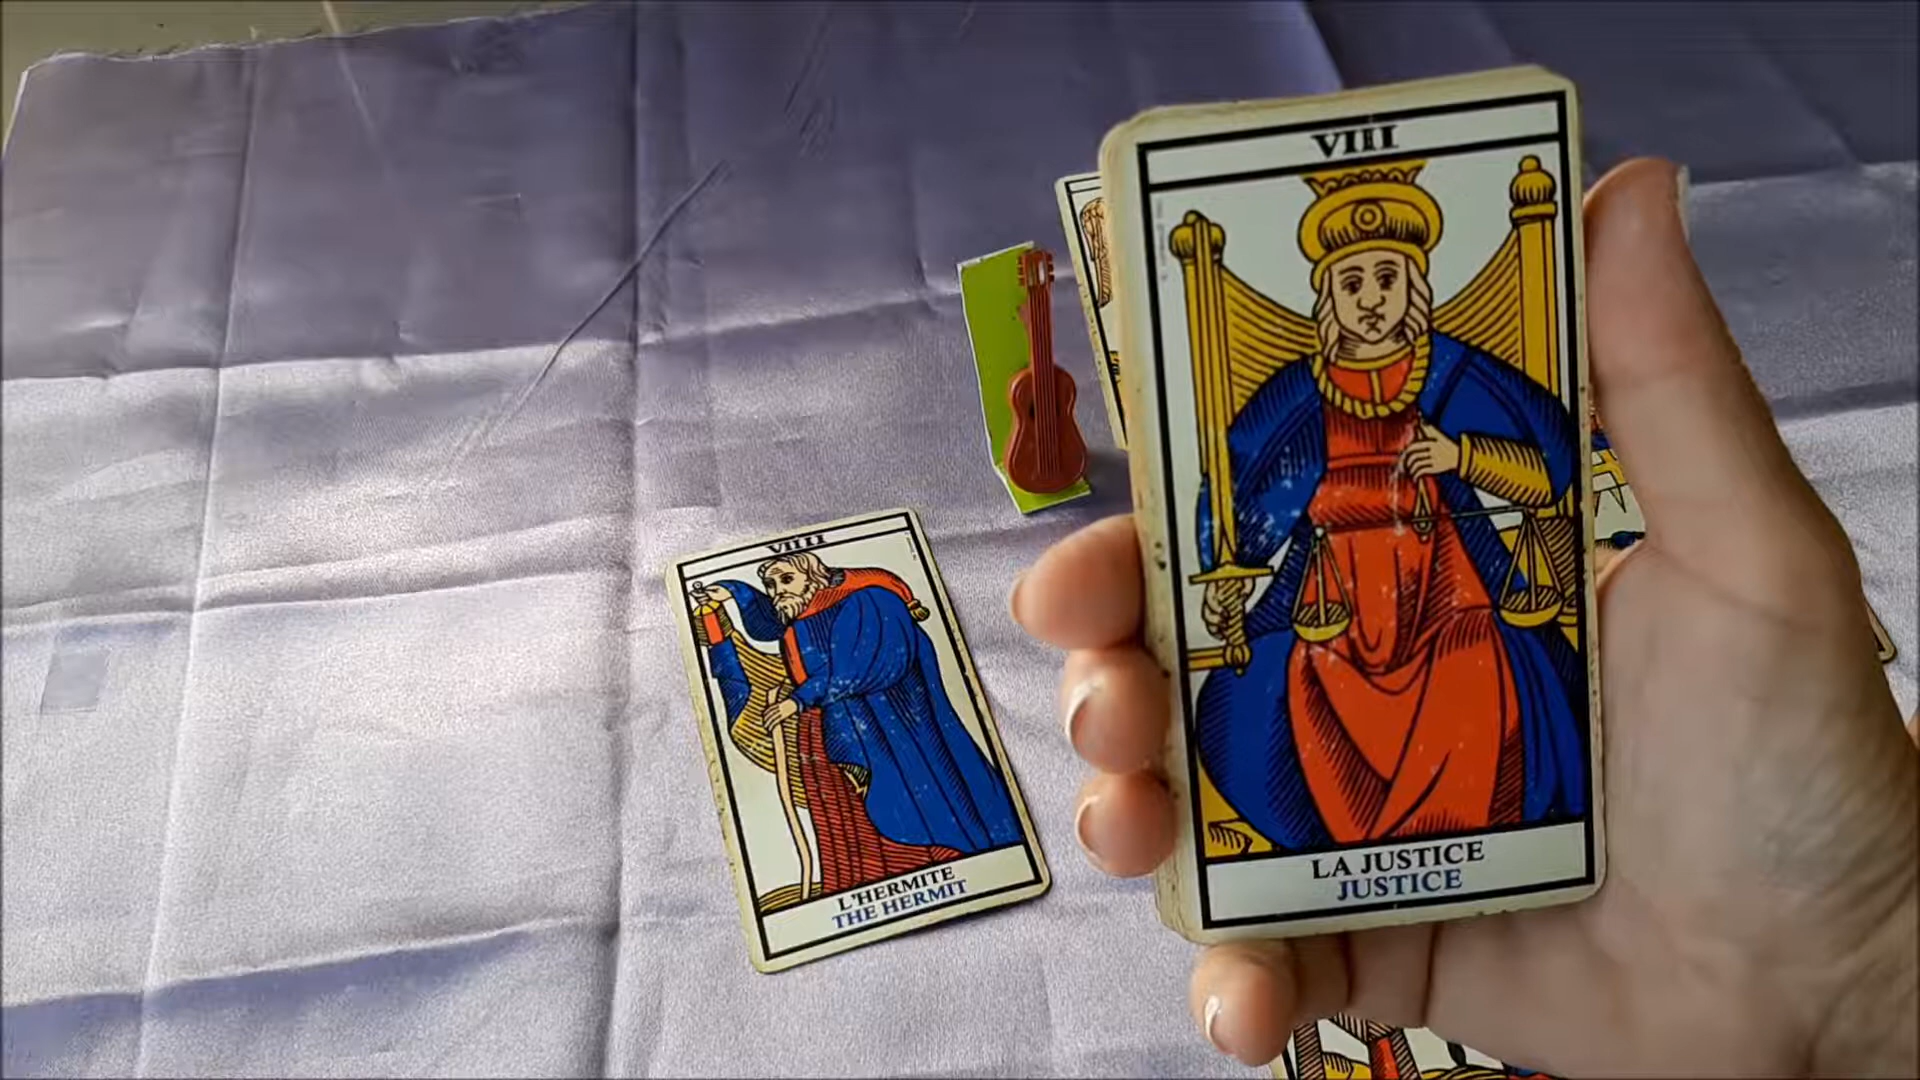 VIII
LA JUSTICE
JUSTICE
VIIII
L'HERMITE
THE HERMIT